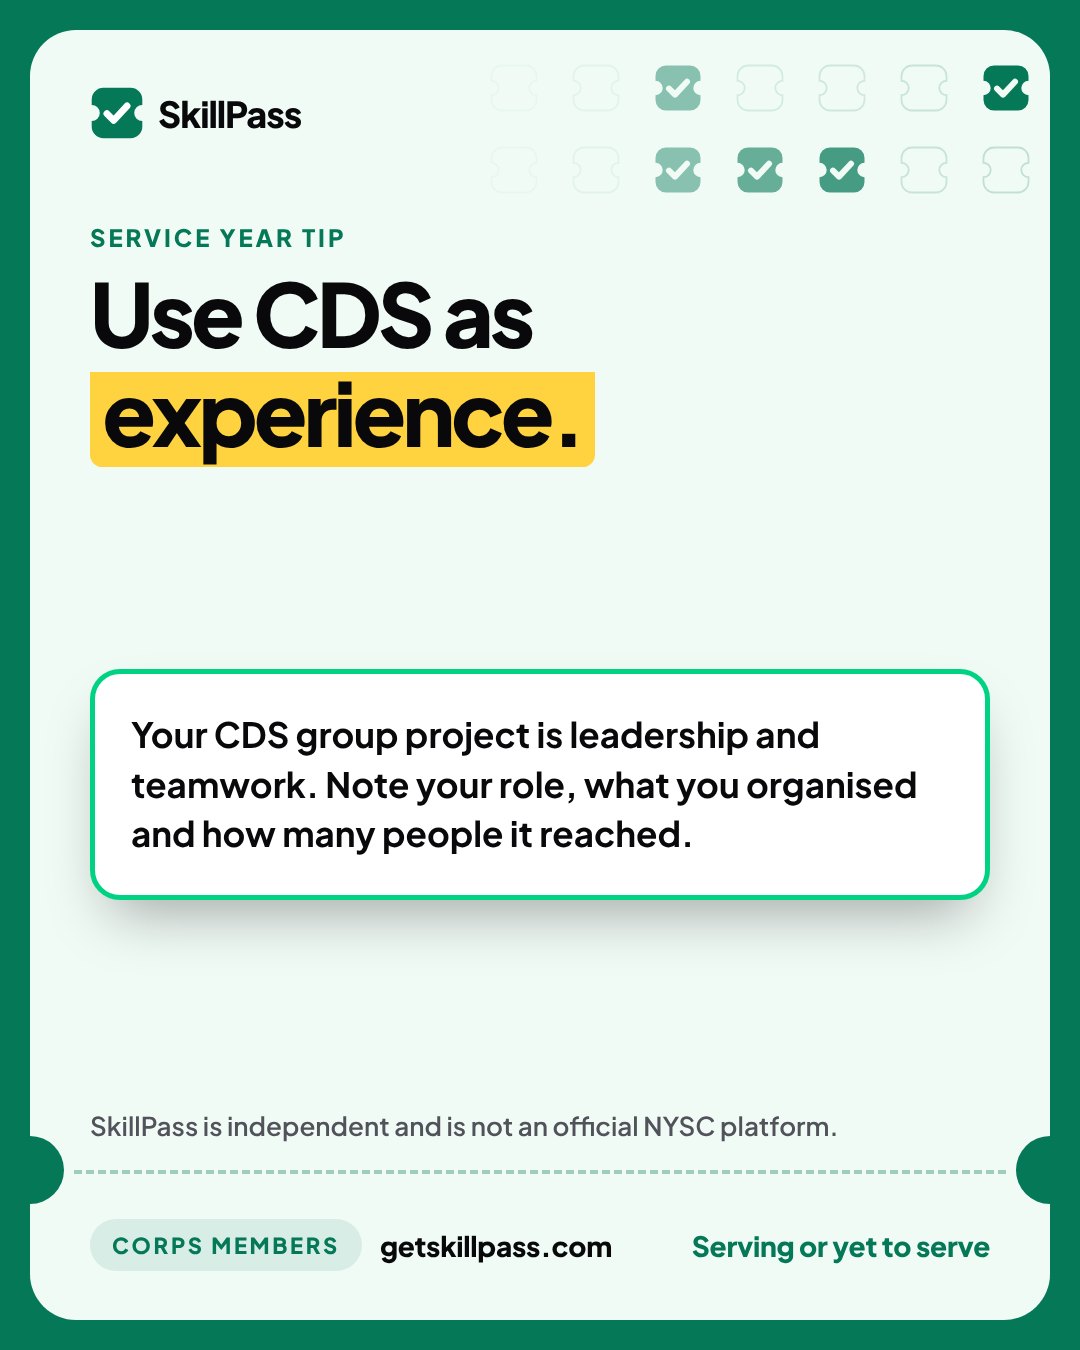 SkillPass
SERVICE YEAR TIP
Use CDS as
experience.
Your CDS group project is leadership and
teamwork. Note your role, what you organised
and how many people it reached.
SkillPass is independent and is not an official NYSC platform.
CORPS MEMBERS getskillpass.com Serving or yet to serve